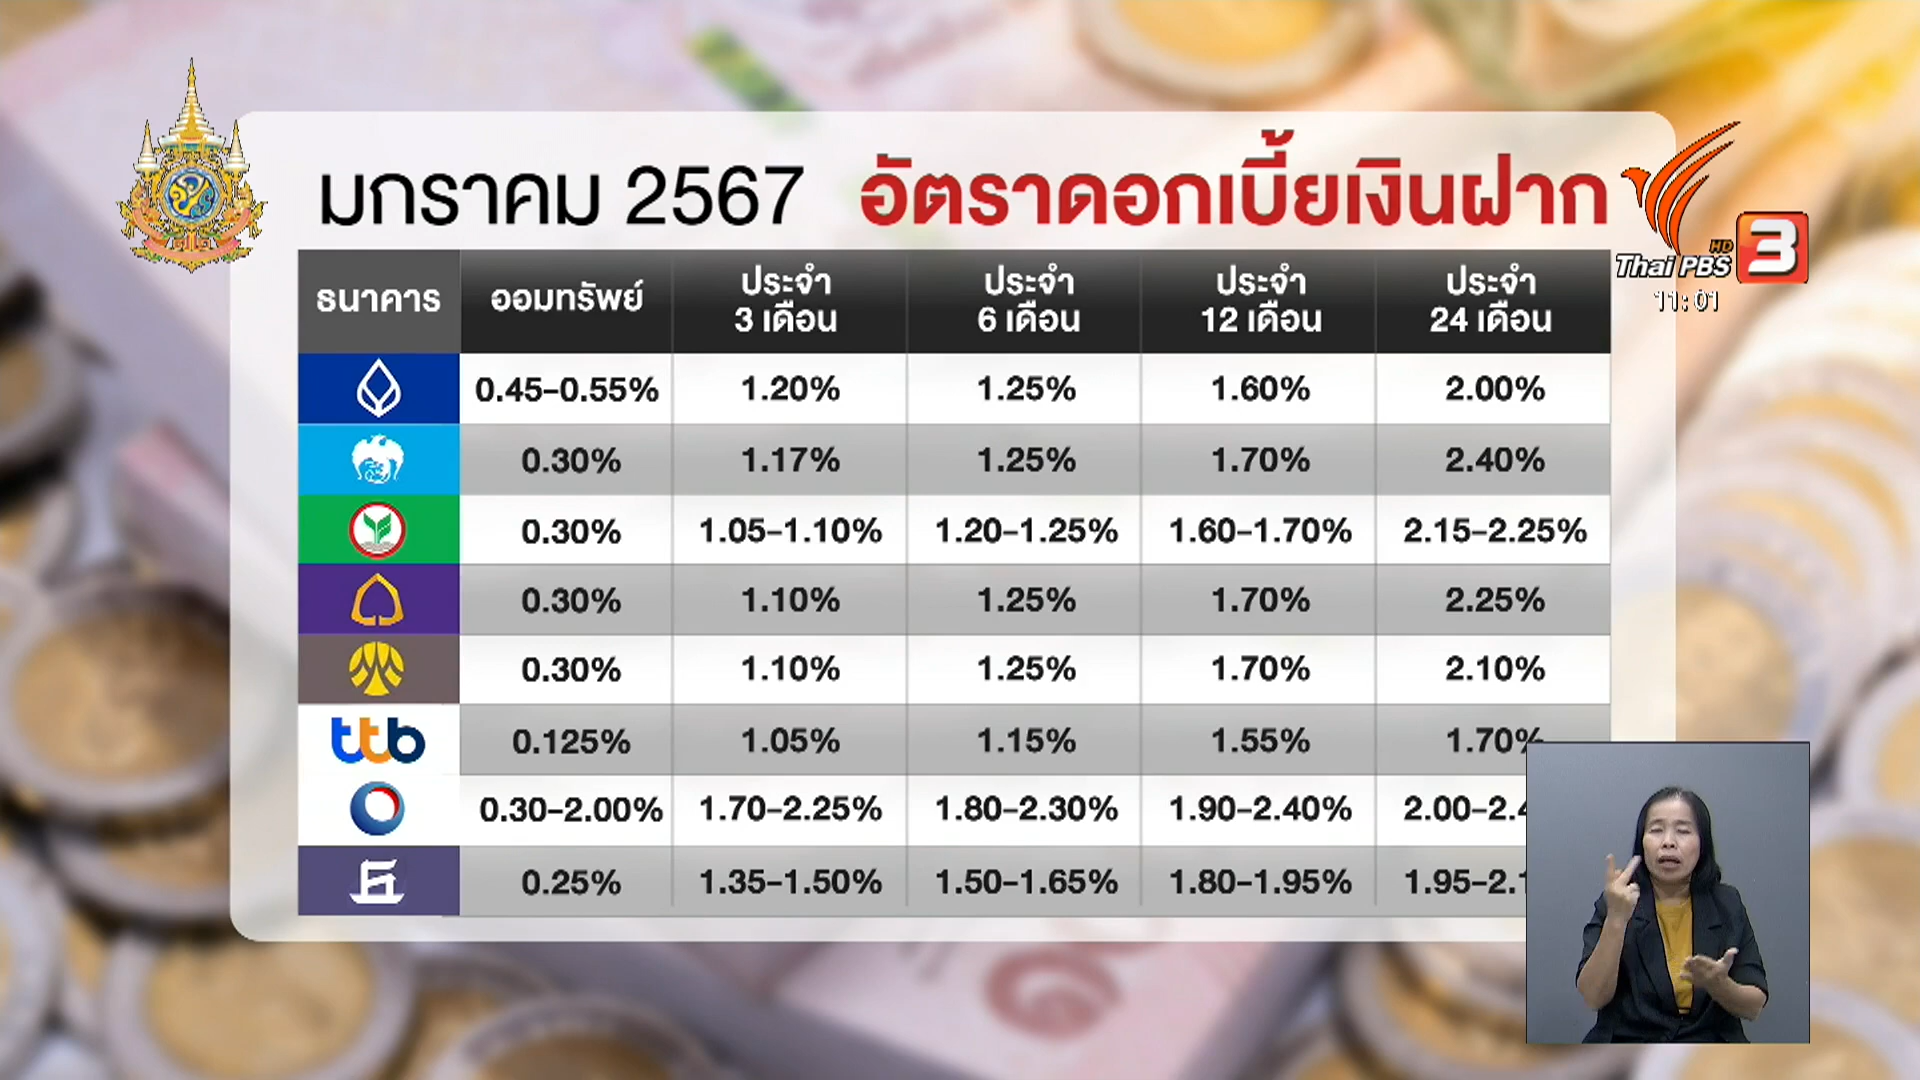 มกราคม 2567 อัตราดอกเบี้ยเงินฝาก
HD
Thai PBS 3
11:01
ธนาคาร ออมทรัพย์ ประจำ 3 เดือน ประจำ 6 เดือน ประจำ 12 เดือน ประจำ 24 เดือน
0.45-0.55% 1.20% 1.25% 1.60% 2.00%
0.30% 1.17% 1.25% 1.70% 2.40%
0.30% 1.05-1.10% 1.20-1.25% 1.60-1.70% 2.15-2.25%
0.30% 1.10% 1.25% 1.70% 2.25%
0.30% 1.10% 1.25% 1.70% 2.10%
ttb 0.125% 1.05% 1.15% 1.55% 1.70%
0.30-2.00% 1.70-2.25% 1.80-2.30% 1.90-2.40%
0.25% 1.35-1.50% 1.50-1.65% 1.80-1.95%